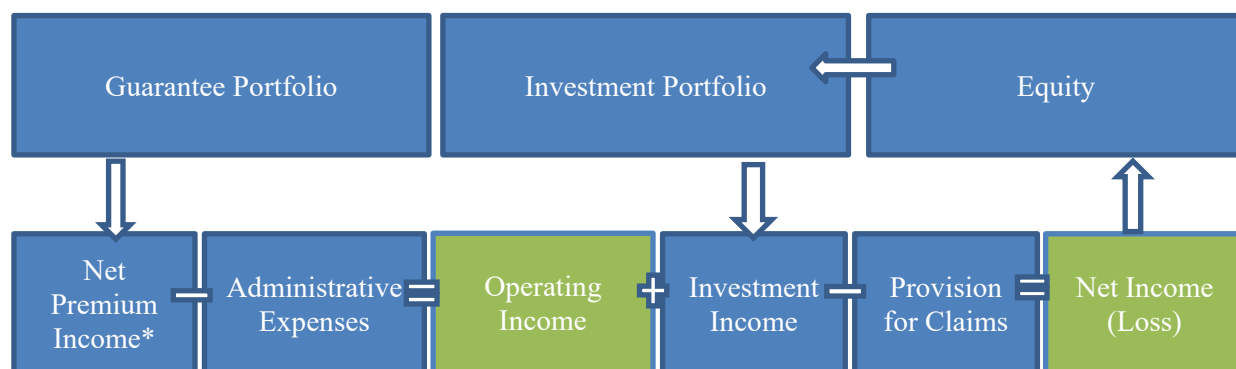 Guarantee Portfolio
Investment Portfolio
Equity
Net
Premium
Income*
Administrative
Expenses
Operating
Income
Investment
Income
Provision
for Claims
Net Income
(Loss)